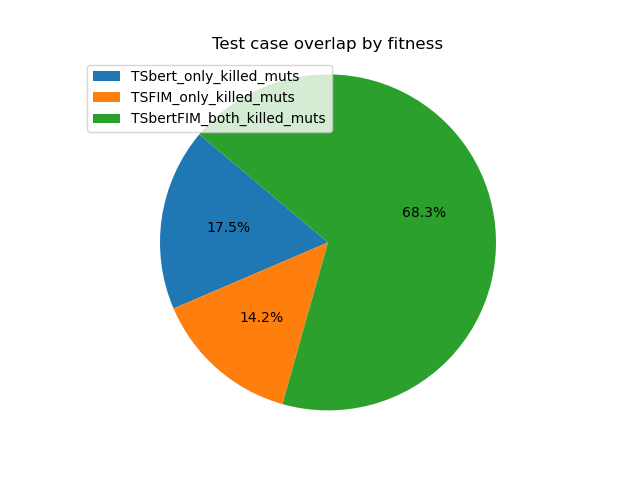 Test case overlap by fitness
TSbert_only_killed_muts
TSFIM_only_killed_muts
TSbertFIM_both_killed_muts
68.3%
17.5%
14.2%